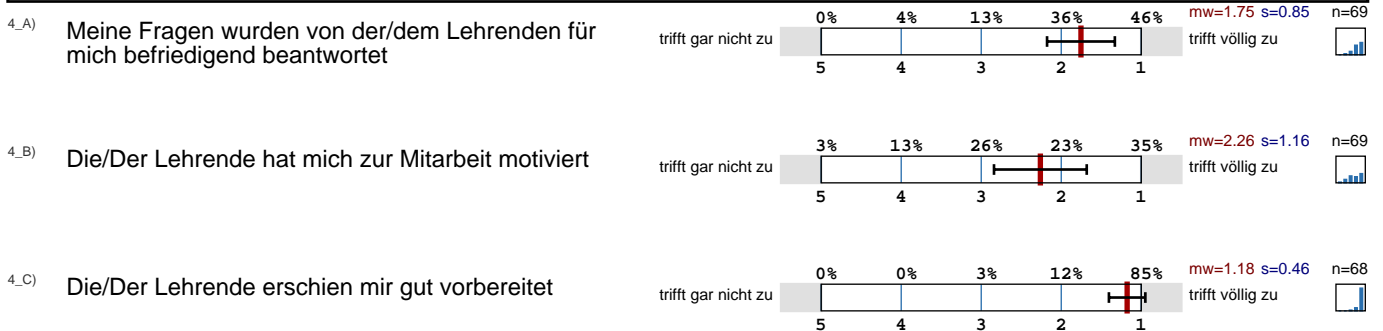 4_A) Meine Fragen wurden von der/dem Lehrenden für
mich befriedigend beantwortet
0% 4% 13% 36% 46%
trifft gar nicht zu
5 4 3 2 1
trifft völlig zu
mw=1.75 s=0.85 n=69
4_B) Die/Der Lehrende hat mich zur Mitarbeit motiviert
3% 13% 26% 23% 35%
trifft gar nicht zu
5 4 3 2 1
trifft völlig zu
mw=2.26 s=1.16 n=69
4_C) Die/Der Lehrende erschien mir gut vorbereitet
0% 0% 3% 12% 85%
trifft gar nicht zu
5 4 3 2 1
trifft völlig zu
mw=1.18 s=0.46 n=68